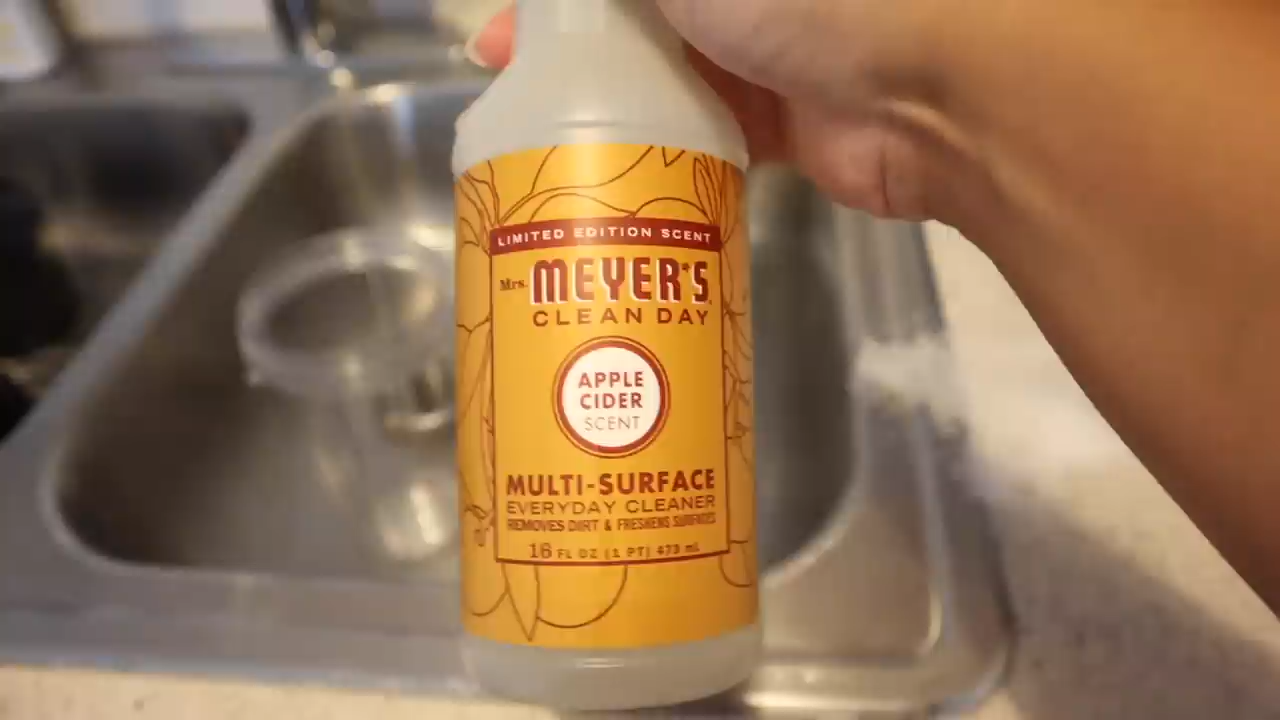 LIMITED EDITION SCENT
Mrs. MEYER'S
CLEAN DAY
APPLE
CIDER
SCENT
MULTI-SURFACE
EVERYDAY CLEANER
REMOVES DIRT & FRESHENS SURFACES
16 FL OZ (1 PT) 473 mL